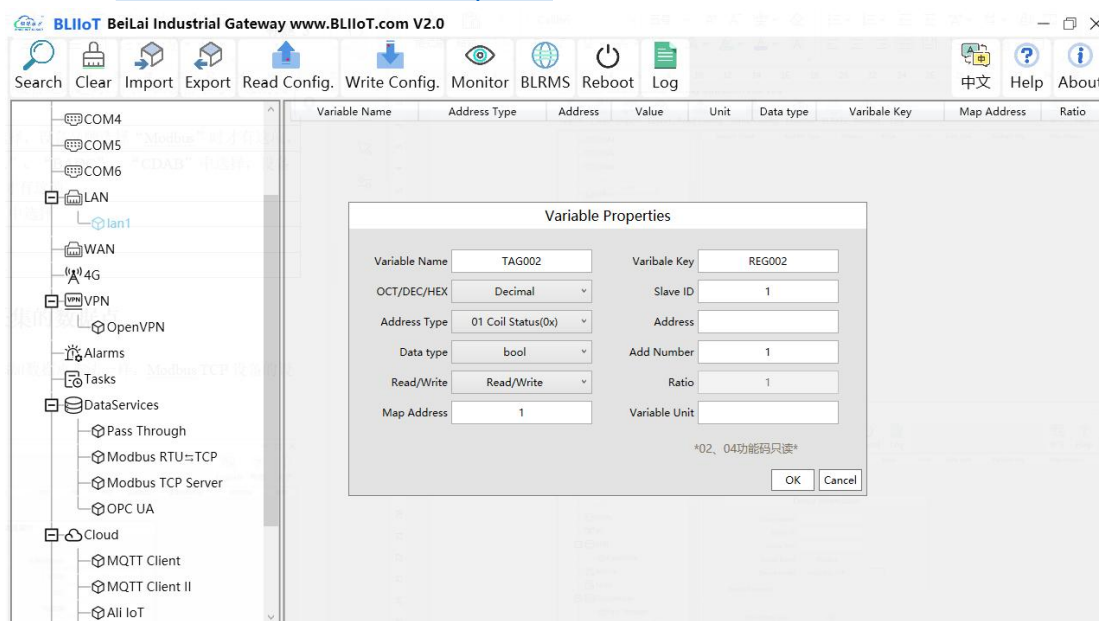 BLIIoT BeiLai Industrial Gateway www.BLIIoT.com V2.0
Search Clear Import Export Read Config. Write Config. Monitor BLRMS Reboot Log 中文 Help About
Variable Name Address Type Address Value Unit Data type Varibale Key Map Address Ratio
COM4
COM5
COM6
LAN
lan1
WAN
4G
VPN
OpenVPN
Alarms
Tasks
DataServices
Pass Through
Modbus RTU⇆TCP
Modbus TCP Server
OPC UA
Cloud
MQTT Client
MQTT Client II
Ali IoT
Variable Properties
Variable Name TAG002 Varibale Key REG002
OCT/DEC/HEX Decimal Slave ID 1
Address Type 01 Coil Status(0x) Address
Data type bool Add Number 1
Read/Write Read/Write Ratio 1
Map Address 1 Variable Unit
*02、04功能码只读*
OK Cancel